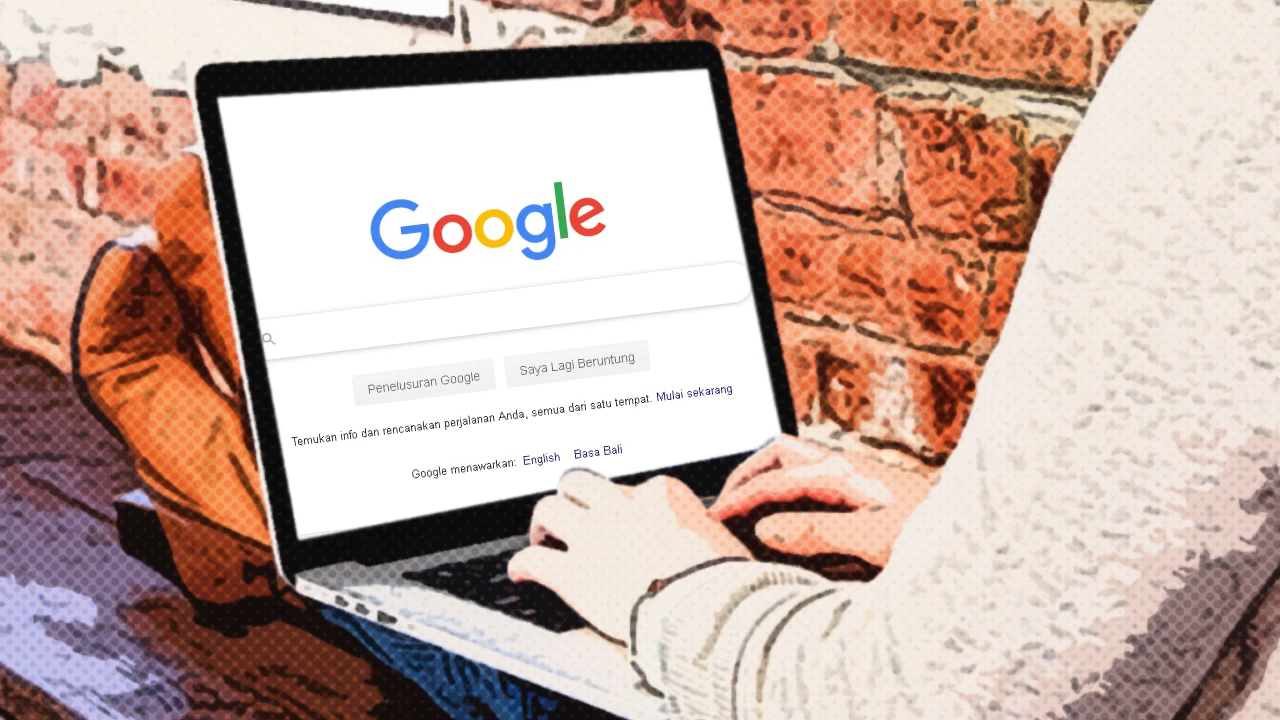 Google
Penelusuran Google Saya Lagi Beruntung
Temukan info dan rencanakan perjalanan Anda, semua dari satu tempat. Mulai sekarang
Google menawarkan: English Basa Bali